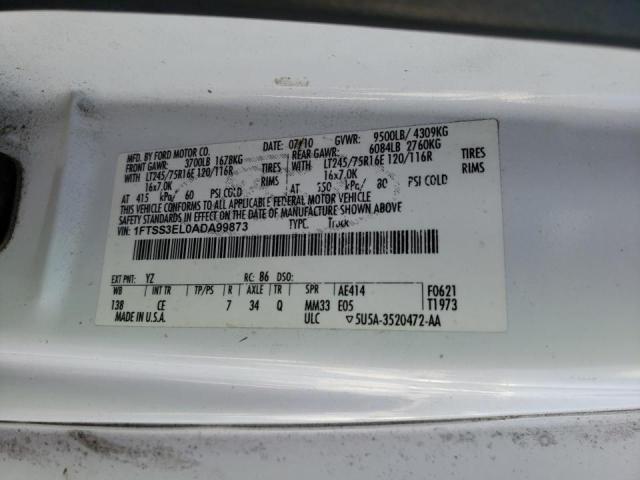 MFD. BY FORD MOTOR CO.
DATE: 07/10 GVWR: 9500LB/ 4309KG
FRONT GAWR: 3700LB 1678KG REAR GAWR: 6084LB 2760KG
WITH LT245/75R16E 120/116R TIRES WITH LT245/75R16E 120/116R TIRES
16x7.0K RIMS 16x7.0K RIMS
AT 415 kPa/ 60 PSI COLD AT 550 kPa/ 80 PSI COLD
THIS VEHICLE CONFORMS TO ALL APPLICABLE FEDERAL MOTOR VEHICLE
SAFETY STANDARDS IN EFFECT ON THE DATE OF MANUFACTURE SHOWN ABOVE.
VIN: 1FTSS3EL0ADA99873 TYPE: Truck
EXT PNT: YZ RC: 86 DSO:
WB INT TR TP/PS R AXLE TR SPR AE414 F0621
138 CE 7 34 Q MM33 E05 T1973
MADE IN U.S.A. ULC ▽5U5A-3520472-AA